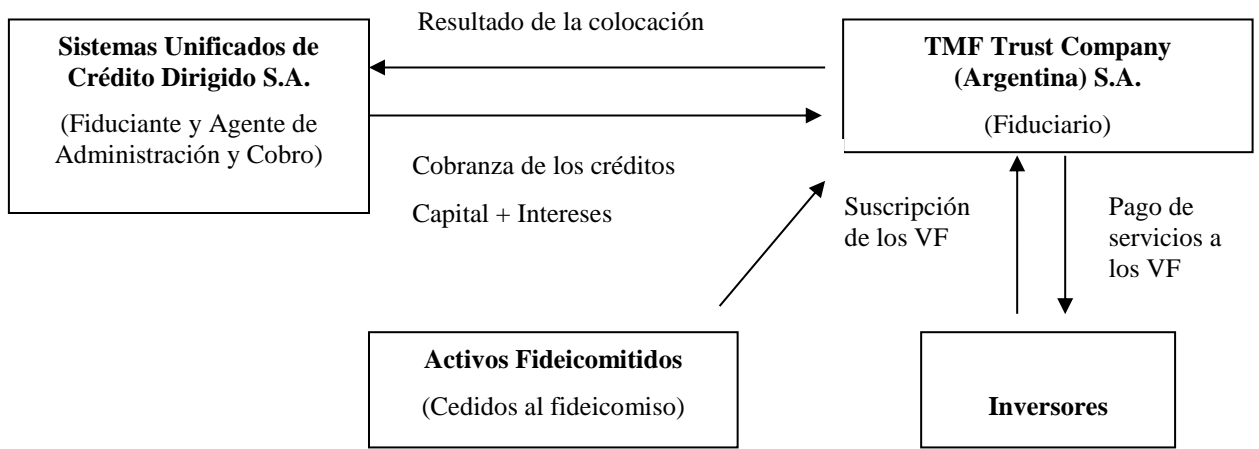 Resultado de la colocación
Sistemas Unificados de
Crédito Dirigido S.A.
(Fiduciante y Agente de
Administración y Cobro)
TMF Trust Company
(Argentina) S.A.
(Fiduciario)
Cobranza de los créditos
Capital + Intereses
Suscripción
de los VF
Pago de
servicios a
los VF
Activos Fideicomitidos
(Cedidos al fideicomiso)
Inversores